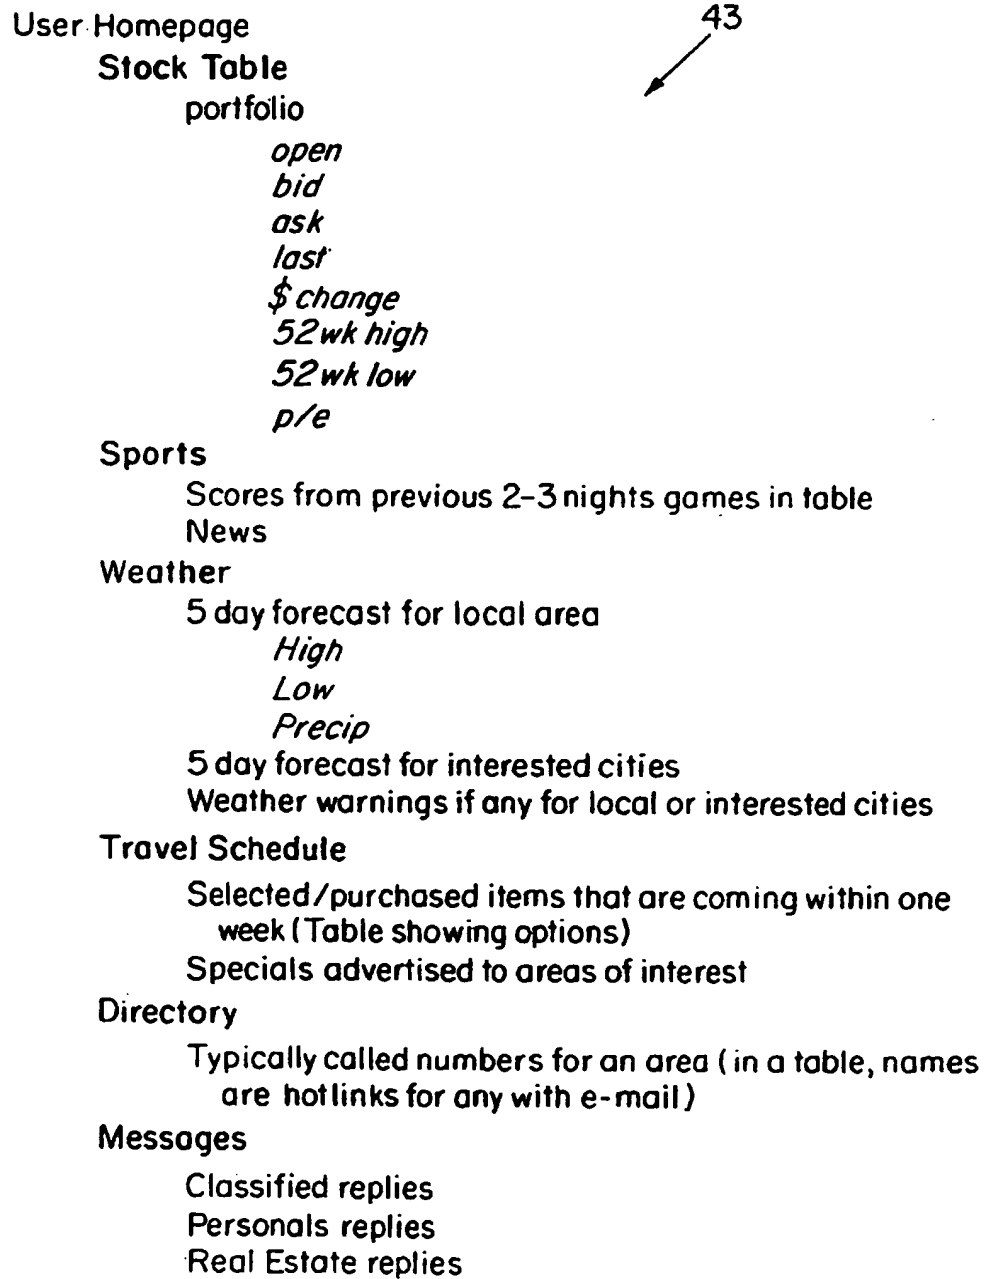 43
User Homepage
Stock Table
portfolio
open
bid
ask
last
$ change
52wk high
52wk low
p/e
Sports
Scores from previous 2-3 nights games in table
News
Weather
5 day forecast for local area
High
Low
Precip
5 day forecast for interested cities
Weather warnings if any for local or interested cities
Travel Schedule
Selected/purchased items that are coming within one
week (Table showing options)
Specials advertised to areas of interest
Directory
Typically called numbers for an area (in a table, names
are hotlinks for any with e-mail)
Messages
Classified replies
Personals replies
Real Estate replies